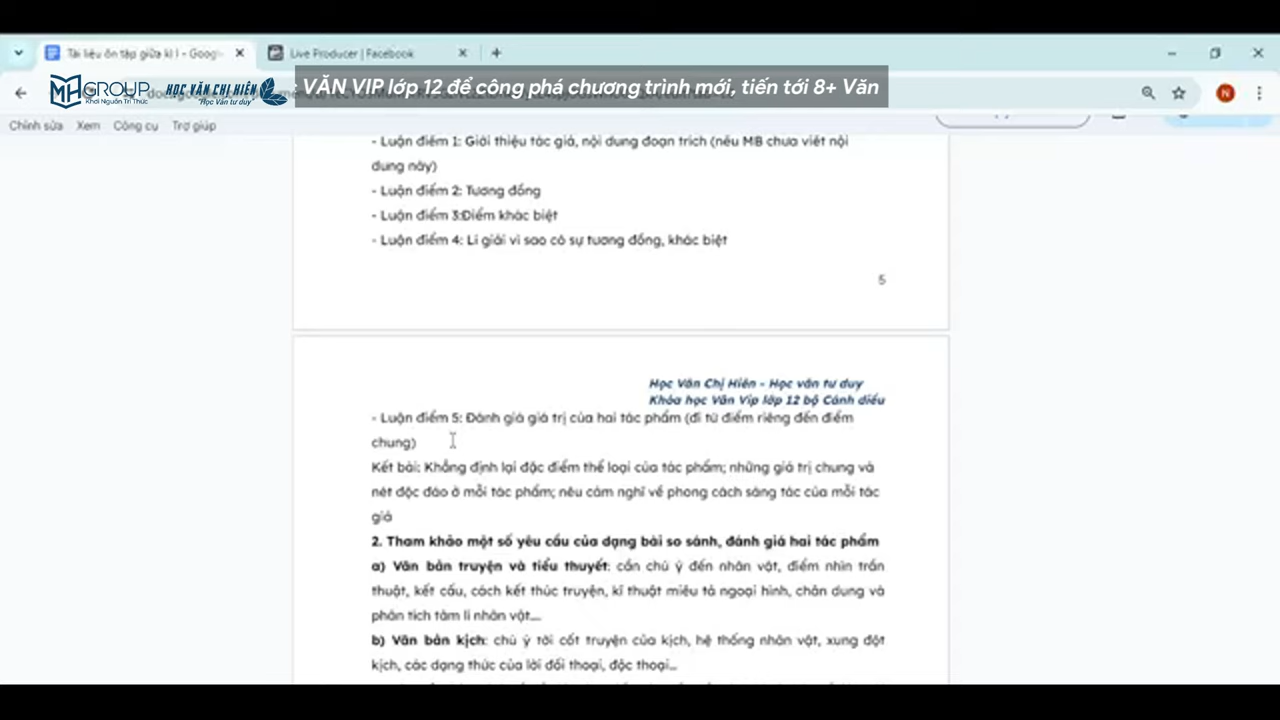 Tài liệu ôn tập giữa kì I - Googl
Live Producer | Facebook
MH GROUP
Khơi Nguồn Tri Thức
HỌC VĂN CHỊ HIÊN
"Học Văn tư duy"
VĂN VIP lớp 12 để công phá chương trình mới, tiến tới 8+ Văn
N
Chỉnh sửa Xem Công cụ Trợ giúp
- Luận điểm 1: Giới thiệu tác giả, nội dung đoạn trích (nếu MB chưa viết nội
dung này)
- Luận điểm 2: Tương đồng
- Luận điểm 3:Điểm khác biệt
- Luận điểm 4: Lí giải vì sao có sự tương đồng, khác biệt
5
Học Văn Chị Hiên - Học văn tư duy
Khóa học Văn Vip lớp 12 bộ Cánh diều
- Luận điểm 5: Đánh giá giá trị của hai tác phẩm (đi từ điểm riêng đến điểm
chung)
Kết bài: Khẳng định lại đặc điểm thể loại của tác phẩm; những giá trị chung và
nét độc đáo ở mỗi tác phẩm; nêu cảm nghĩ về phong cách sáng tác của mỗi tác
giả
2. Tham khảo một số yêu cầu của dạng bài so sánh, đánh giá hai tác phẩm
a) Văn bản truyện và tiểu thuyết: cần chú ý đến nhân vật, điểm nhìn trần
thuật, kết cấu, cách kết thúc truyện, kĩ thuật miêu tả ngoại hình, chân dung và
phân tích tâm lí nhân vật....
b) Văn bản kịch: chú ý tới cốt truyện của kịch, hệ thống nhân vật, xung đột
kịch, các dạng thức của lời đối thoại, độc thoại...